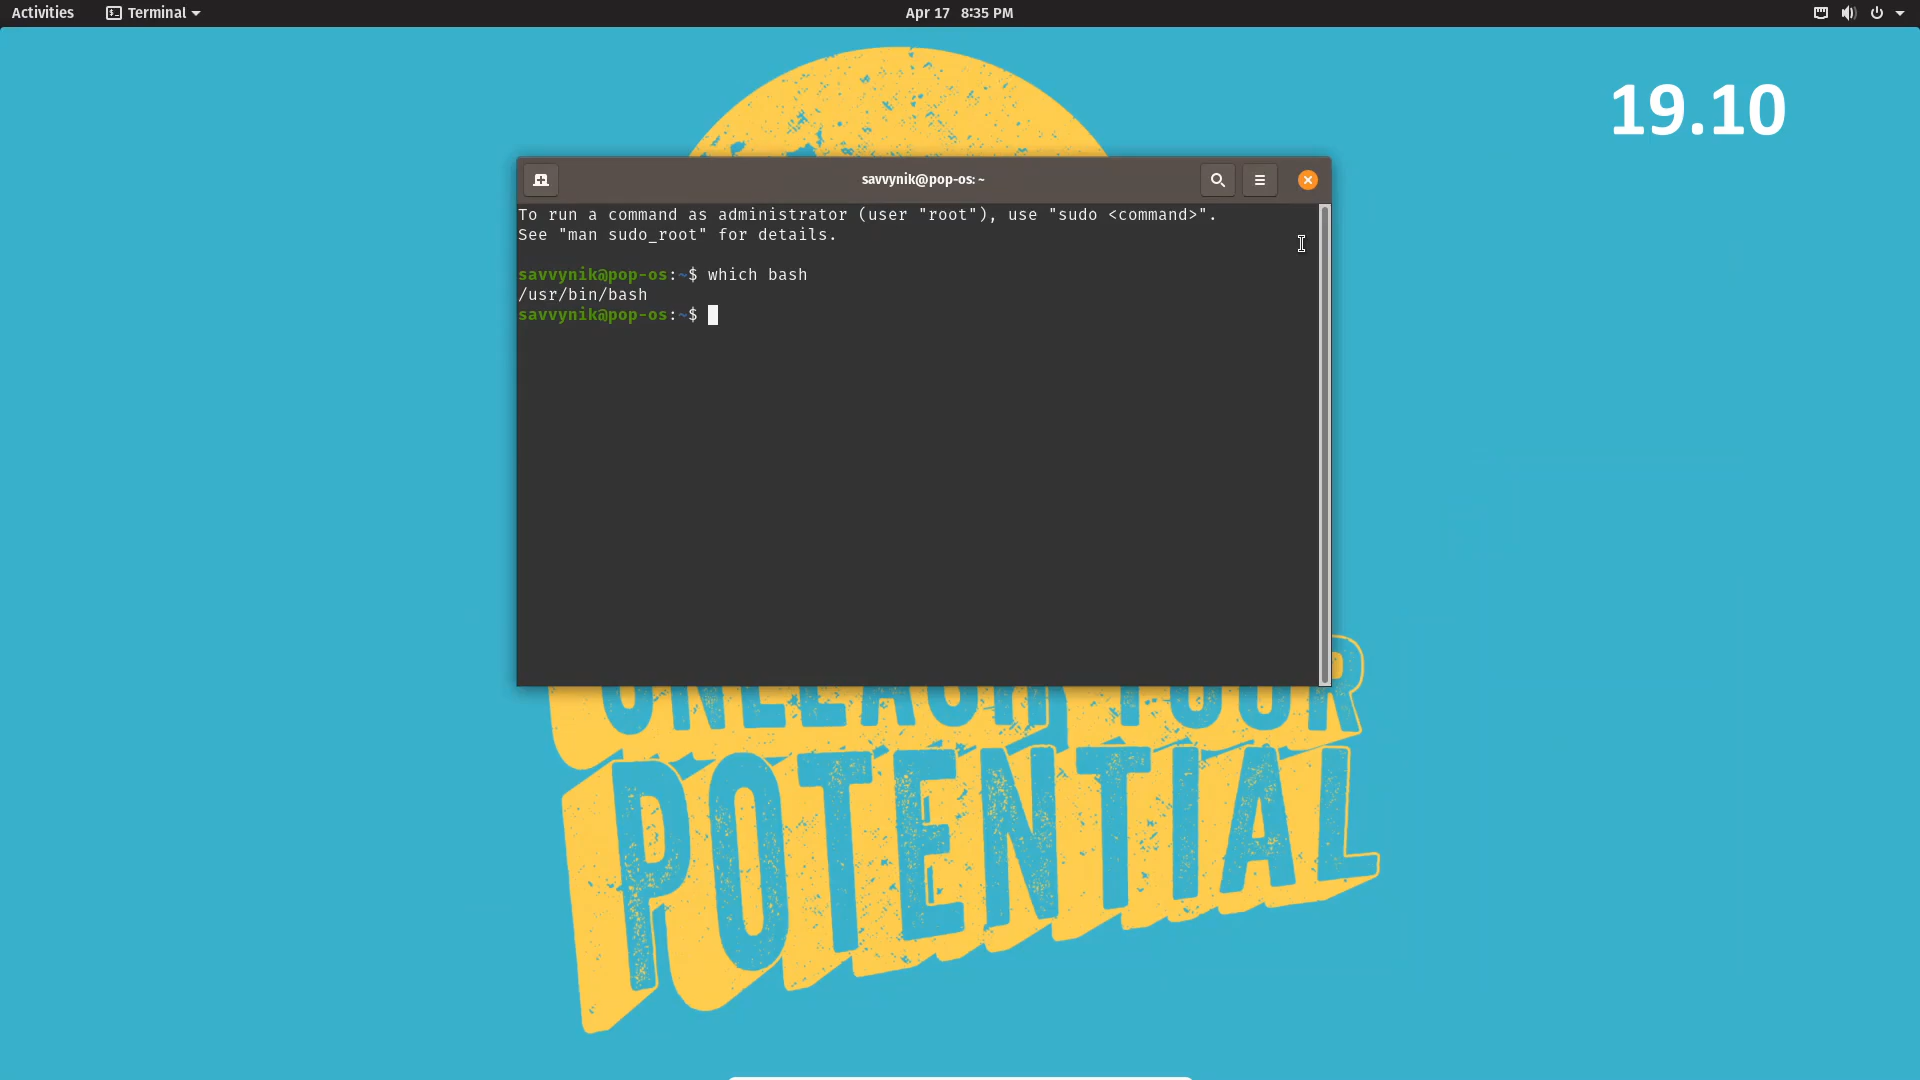 Activities Terminal Apr 17 8:35 PM
19.10
savvynik@pop-os: ~
To run a command as administrator (user "root"), use "sudo <command>".
See "man sudo_root" for details.
savvynik@pop-os:~$ which bash
/usr/bin/bash
savvynik@pop-os:~$
UNLEASH YOUR
POTENTIAL